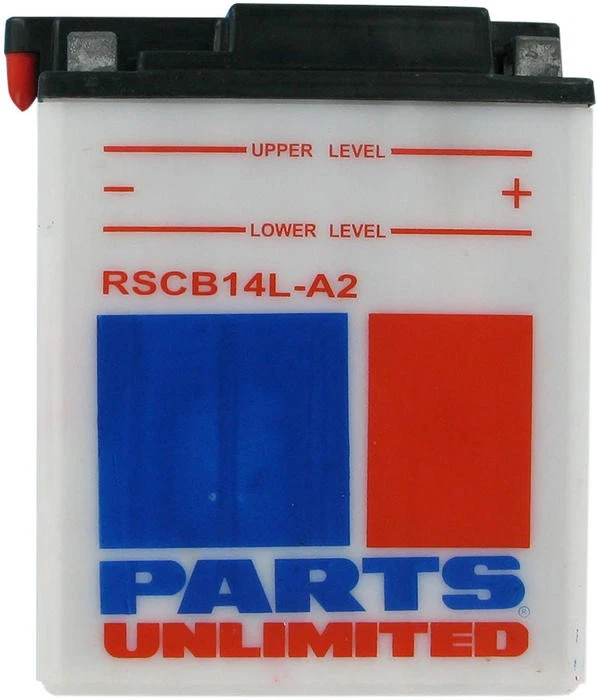 UPPER LEVEL
− +
LOWER LEVEL
RSCB14L-A2
PARTS
UNLIMITED
®